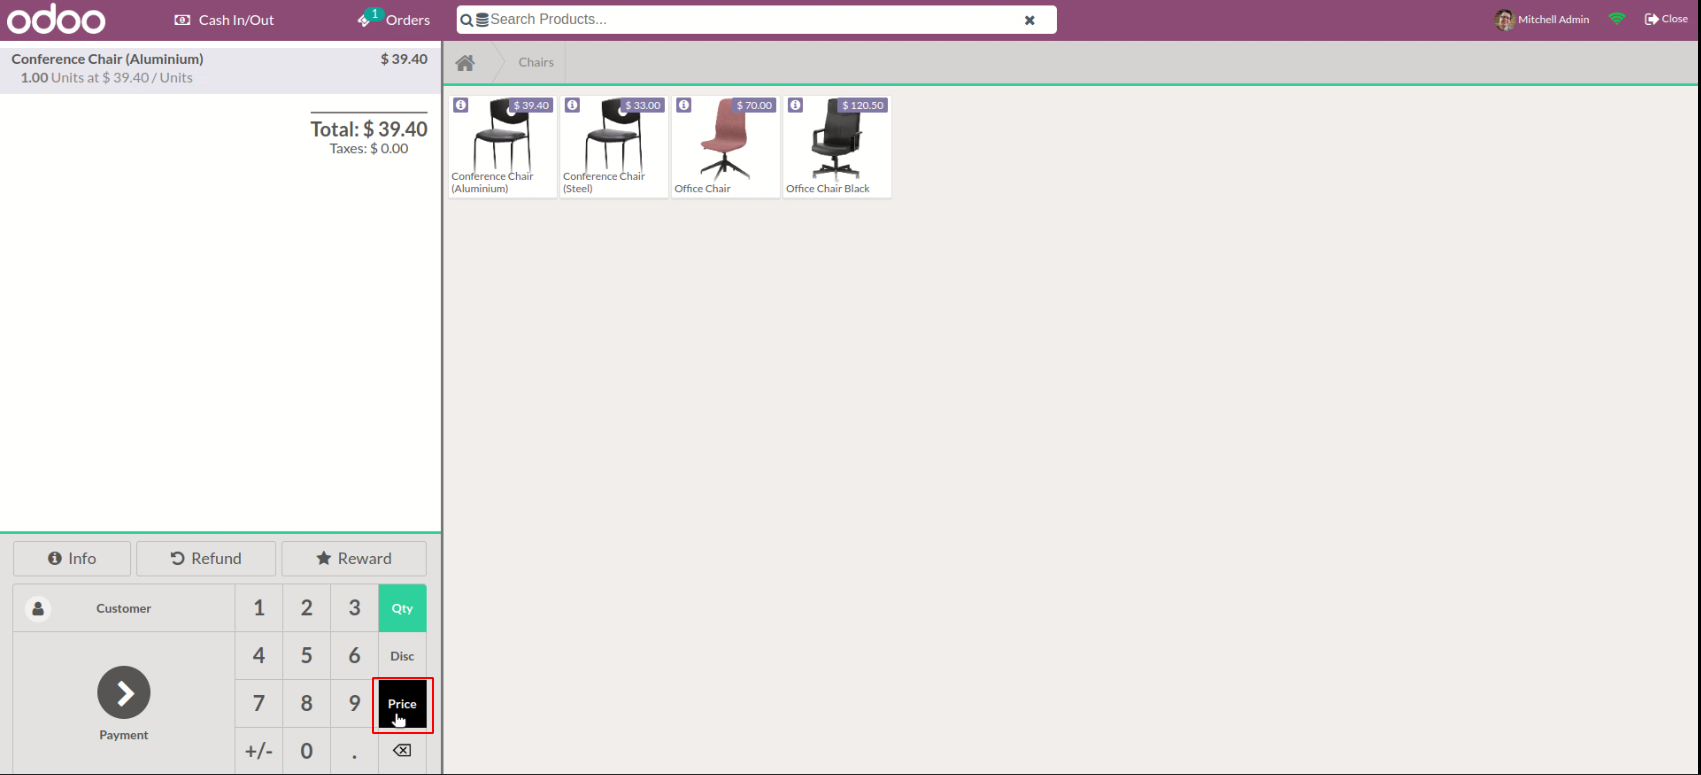 odoo
Cash In/Out
1
Orders
Search Products...
Mitchell Admin
Close
Conference Chair (Aluminium) $ 39.40
1.00 Units at $ 39.40 / Units
Total: $ 39.40
Taxes: $ 0.00
Chairs
$ 39.40
Conference Chair
(Aluminium)
$ 33.00
Conference Chair
(Steel)
$ 70.00
Office Chair
$ 120.50
Office Chair Black
Info
Refund
Reward
Customer
1 2 3 Qty
4 5 6 Disc
7 8 9 Price
Payment
+/- 0 .